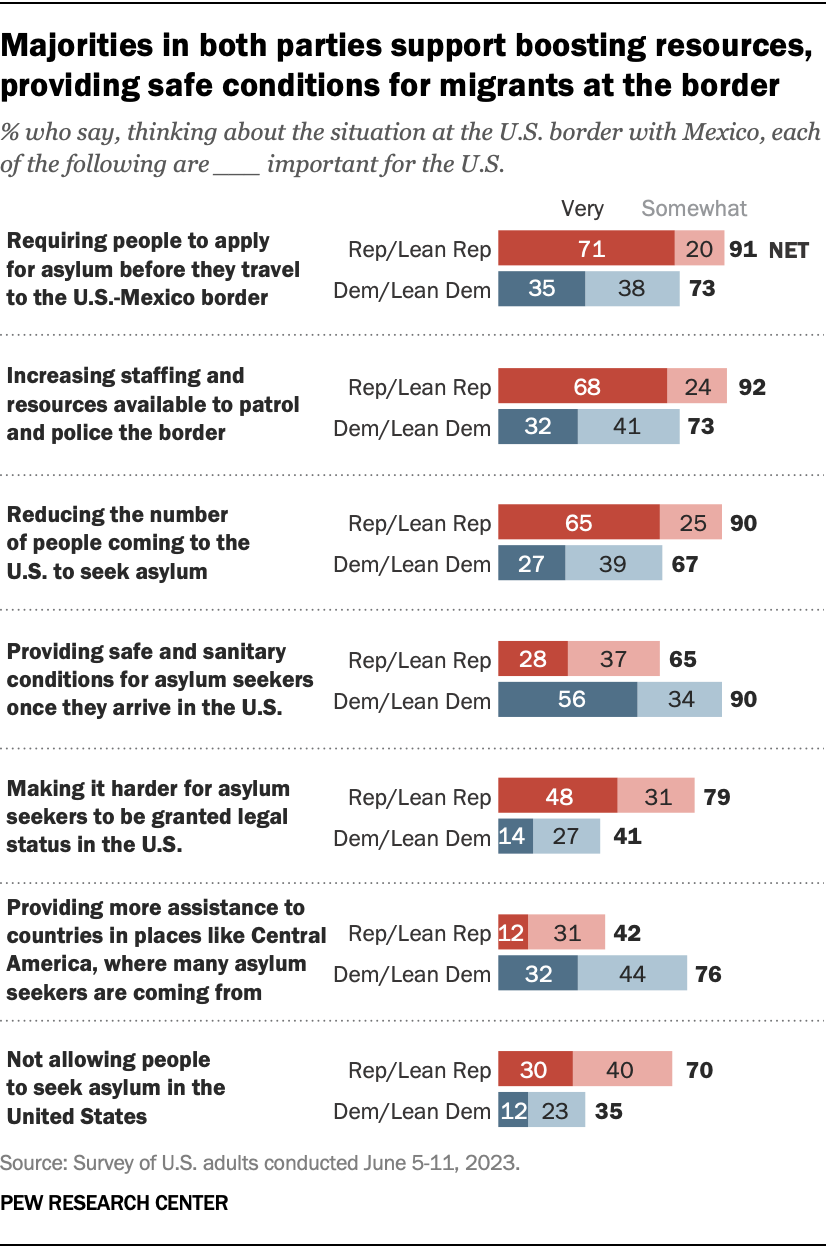 Majorities in both parties support boosting resources,
providing safe conditions for migrants at the border
% who say, thinking about the situation at the U.S. border with Mexico, each
of the following are ___ important for the U.S.
Very Somewhat
Requiring people to apply
for asylum before they travel
to the U.S.-Mexico border
Rep/Lean Rep 71 20 91 NET
Dem/Lean Dem 35 38 73
Increasing staffing and
resources available to patrol
and police the border
Rep/Lean Rep 68 24 92
Dem/Lean Dem 32 41 73
Reducing the number
of people coming to the
U.S. to seek asylum
Rep/Lean Rep 65 25 90
Dem/Lean Dem 27 39 67
Providing safe and sanitary
conditions for asylum seekers
once they arrive in the U.S.
Rep/Lean Rep 28 37 65
Dem/Lean Dem 56 34 90
Making it harder for asylum
seekers to be granted legal
status in the U.S.
Rep/Lean Rep 48 31 79
Dem/Lean Dem 14 27 41
Providing more assistance to
countries in places like Central
America, where many asylum
seekers are coming from
Rep/Lean Rep 12 31 42
Dem/Lean Dem 32 44 76
Not allowing people
to seek asylum in the
United States
Rep/Lean Rep 30 40 70
Dem/Lean Dem 12 23 35
Source: Survey of U.S. adults conducted June 5-11, 2023.
PEW RESEARCH CENTER